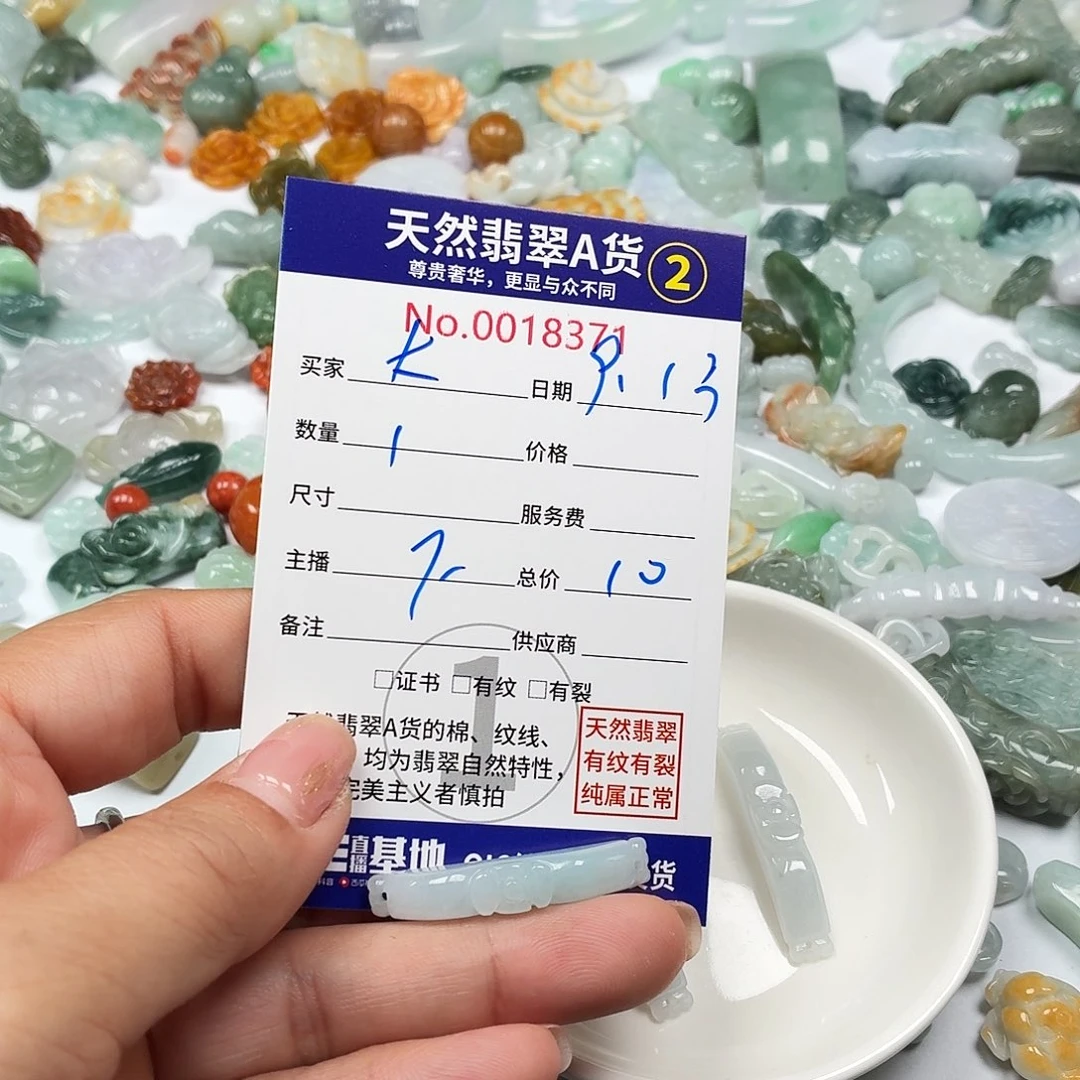 天然翡翠A货 2
尊贵奢华，更显与众不同
No.0018371
买家 日期 9.13
数量 1 价格
尺寸 服务费
主播 总价 10
备注 供应商
1
□证书 □有纹 □有裂
翡翠A货的棉、纹线、
均为翡翠自然特性，
完美主义者慎拍
天然翡翠
有纹有裂
纯属正常
直播
基地
货